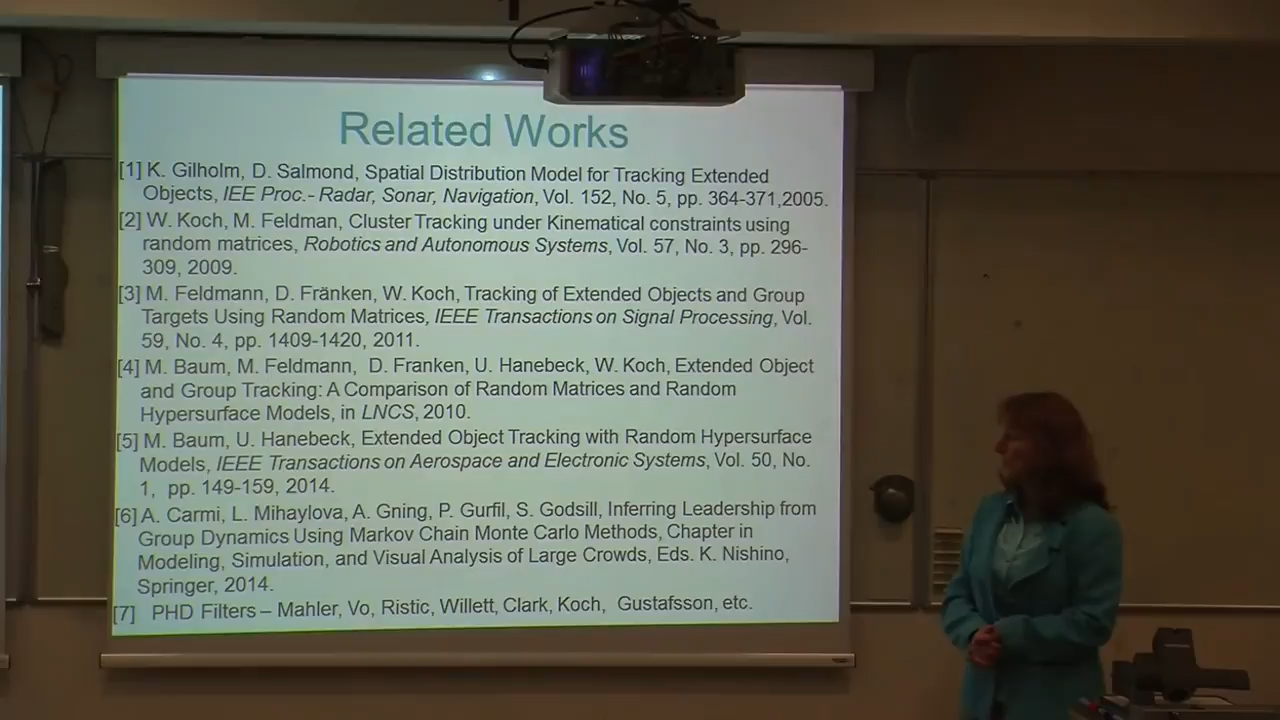 Related Works
[1] K. Gilholm, D. Salmond, Spatial Distribution Model for Tracking Extended
Objects, IEE Proc.- Radar, Sonar, Navigation, Vol. 152, No. 5, pp. 364-371,2005.
[2] W. Koch, M. Feldman, Cluster Tracking under Kinematical constraints using
random matrices, Robotics and Autonomous Systems, Vol. 57, No. 3, pp. 296-
309, 2009.
[3] M. Feldmann, D. Fränken, W. Koch, Tracking of Extended Objects and Group
Targets Using Random Matrices, IEEE Transactions on Signal Processing, Vol.
59, No. 4, pp. 1409-1420, 2011.
[4] M. Baum, M. Feldmann, D. Franken, U. Hanebeck, W. Koch, Extended Object
and Group Tracking: A Comparison of Random Matrices and Random
Hypersurface Models, in LNCS, 2010.
[5] M. Baum, U. Hanebeck, Extended Object Tracking with Random Hypersurface
Models, IEEE Transactions on Aerospace and Electronic Systems, Vol. 50, No.
1, pp. 149-159, 2014.
[6] A. Carmi, L. Mihaylova, A. Gning, P. Gurfil, S. Godsill, Inferring Leadership from
Group Dynamics Using Markov Chain Monte Carlo Methods, Chapter in
Modeling, Simulation, and Visual Analysis of Large Crowds, Eds. K. Nishino,
Springer, 2014.
[7] PHD Filters – Mahler, Vo, Ristic, Willett, Clark, Koch, Gustafsson, etc.